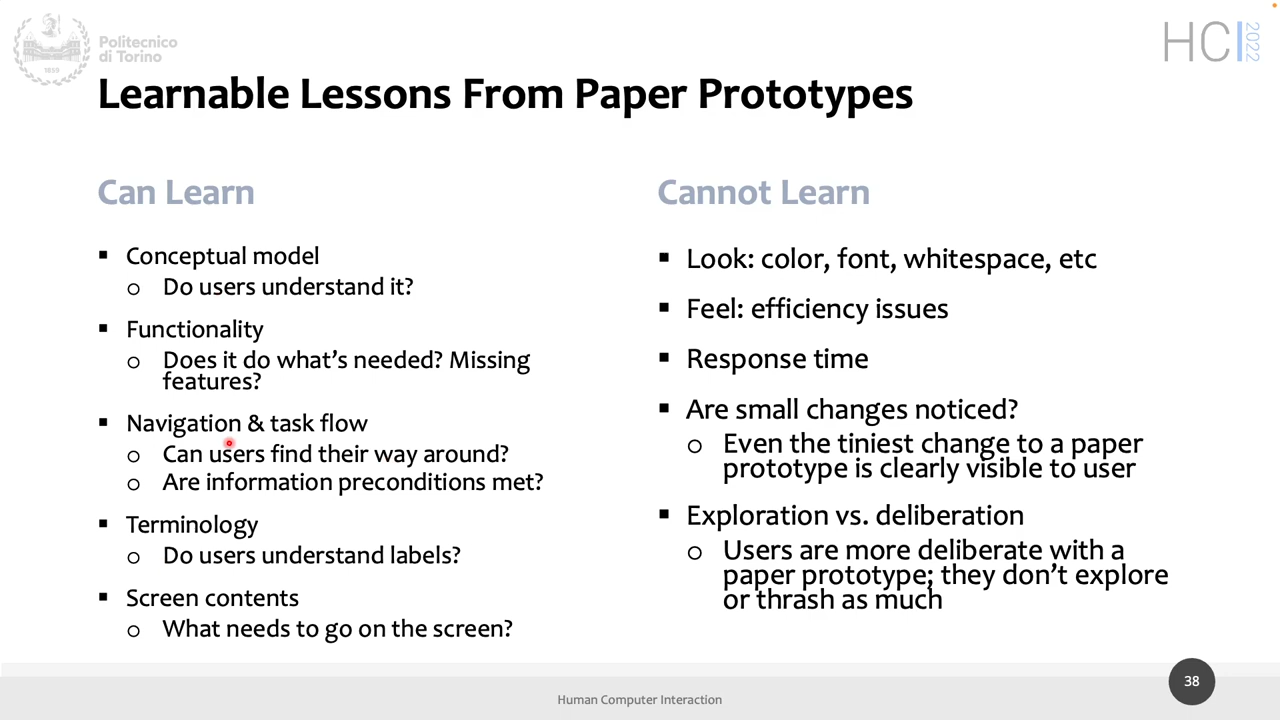 Politecnico
di Torino
1859
HCI 2022
Learnable Lessons From Paper Prototypes
Can Learn
▪ Conceptual model
o Do users understand it?
▪ Functionality
o Does it do what’s needed? Missing
features?
▪ Navigation & task flow
o Can users find their way around?
o Are information preconditions met?
▪ Terminology
o Do users understand labels?
▪ Screen contents
o What needs to go on the screen?
Cannot Learn
▪ Look: color, font, whitespace, etc
▪ Feel: efficiency issues
▪ Response time
▪ Are small changes noticed?
o Even the tiniest change to a paper
prototype is clearly visible to user
▪ Exploration vs. deliberation
o Users are more deliberate with a
paper prototype; they don’t explore
or thrash as much
Human Computer Interaction
38